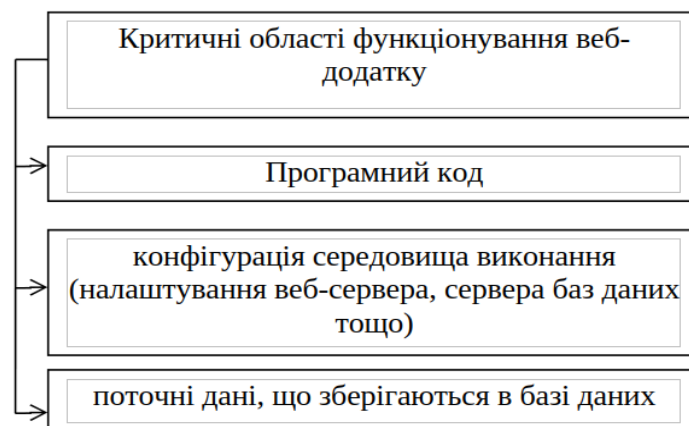 Критичні області функціонування веб-
додатку
Програмний код
конфігурація середовища виконання
(налаштування веб-сервера, сервера баз даних
тощо)
поточні дані, що зберігаються в базі даних